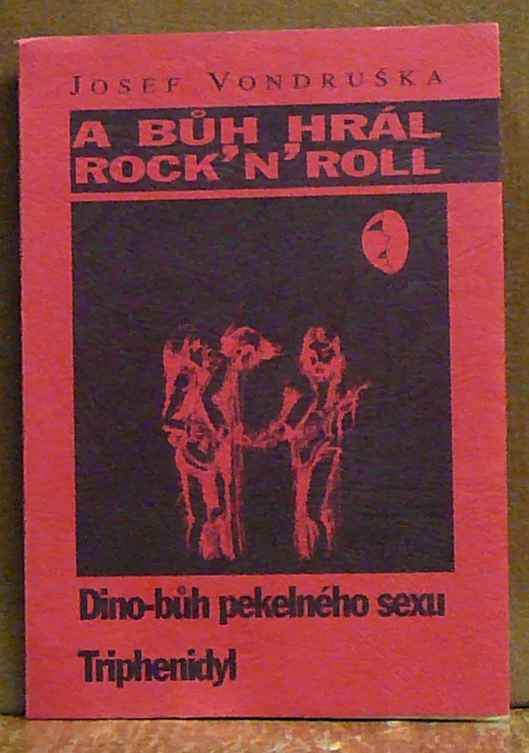 JOSEF VONDRUŠKA
A BŮH HRÁL
ROCK'N'ROLL
Dino-bůh pekelného sexu
Triphenidyl